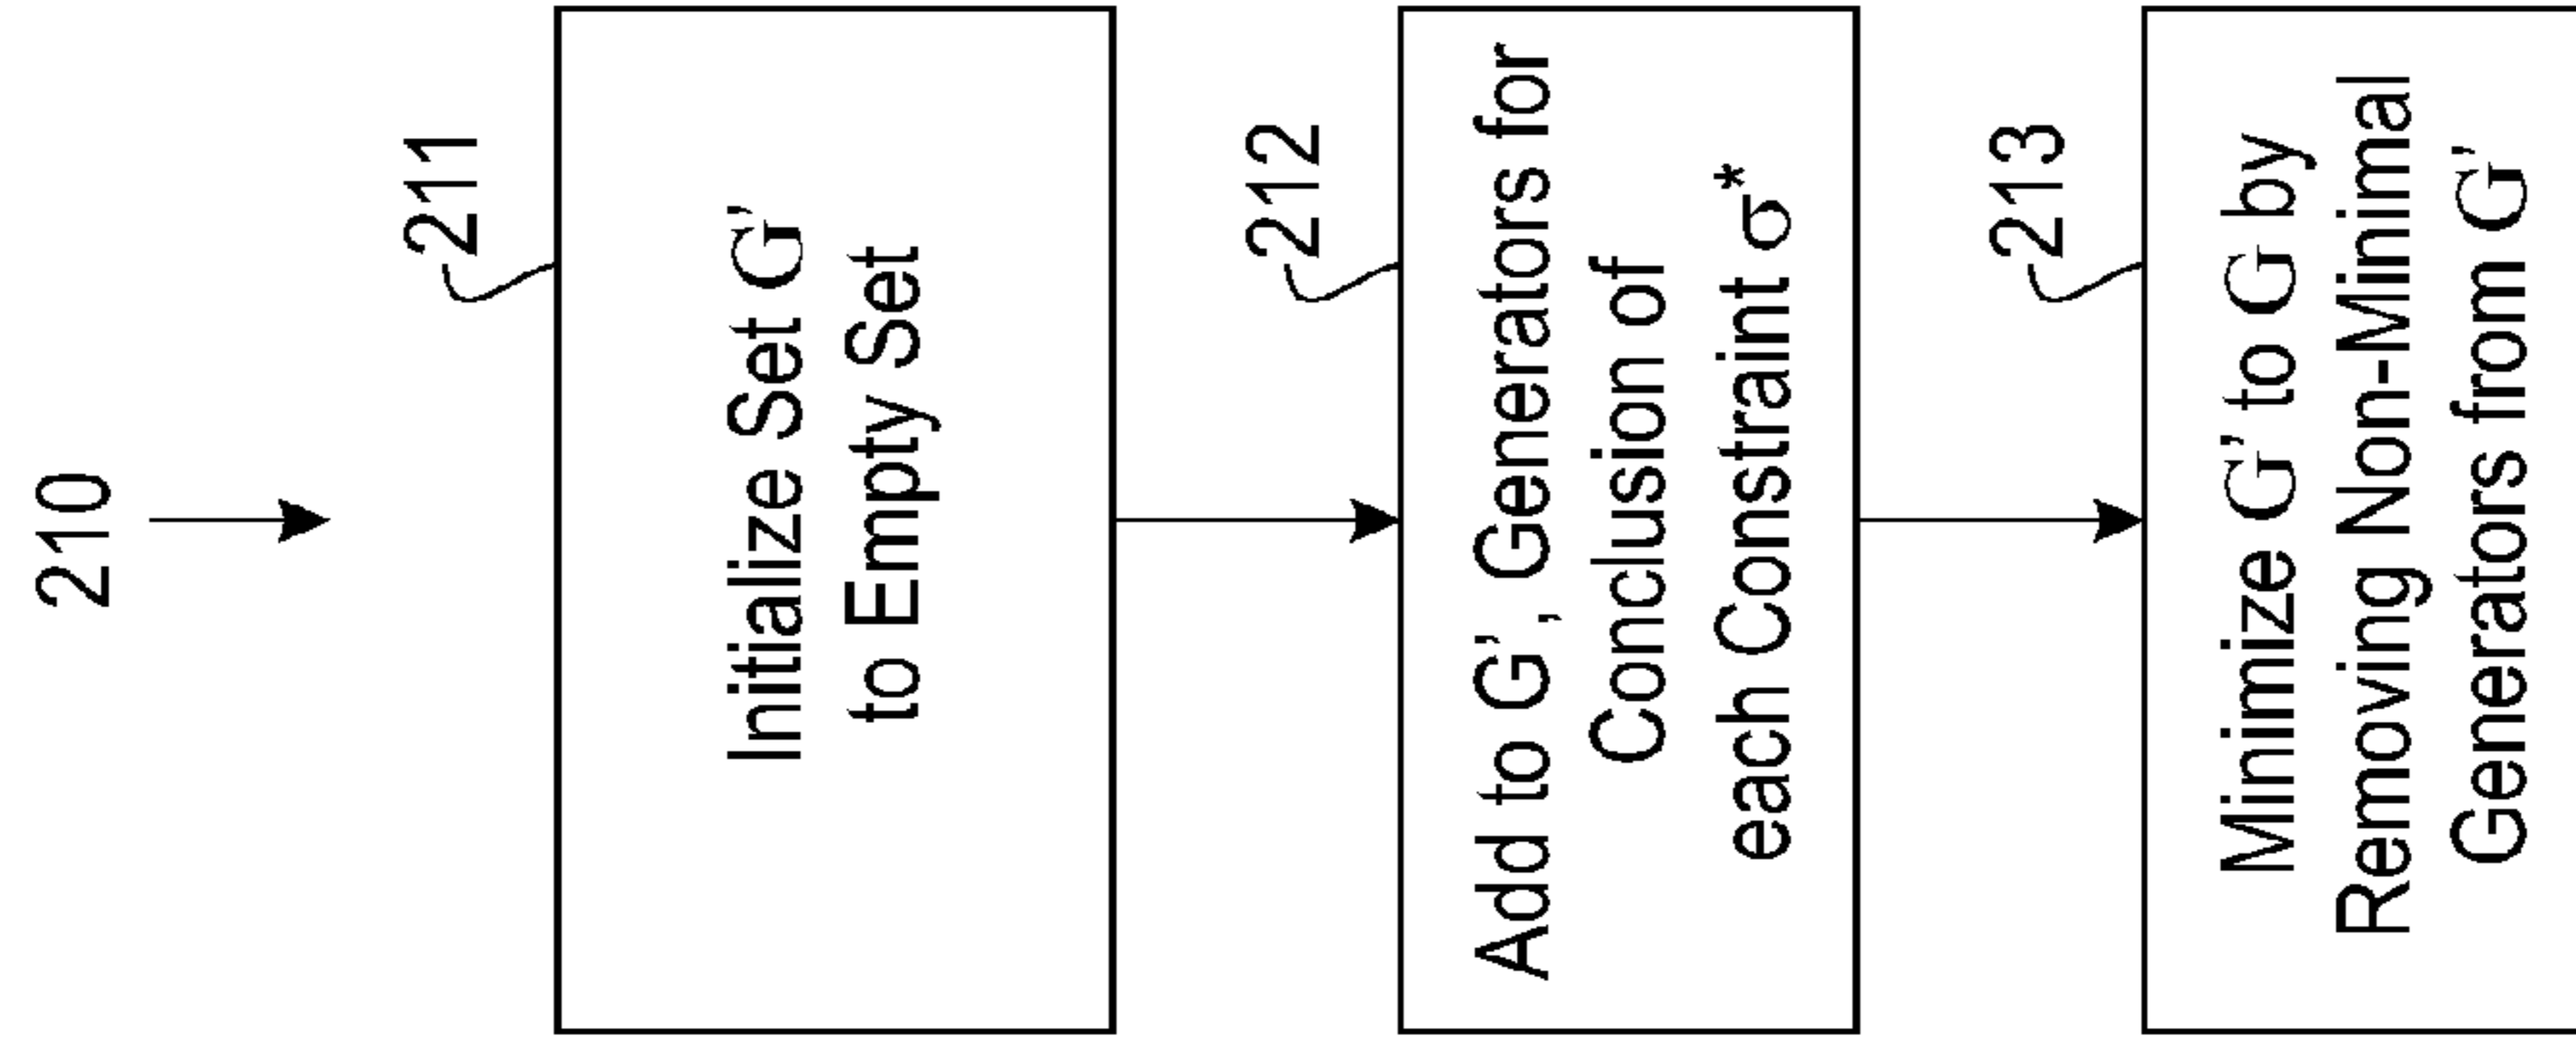 210
211
Initialize Set G'
to Empty Set
212
Add to G', Generators for
Conclusion of
each Constraint σ*
213
Minimize G' to G by
Removing Non-Minimal
Generators from G'